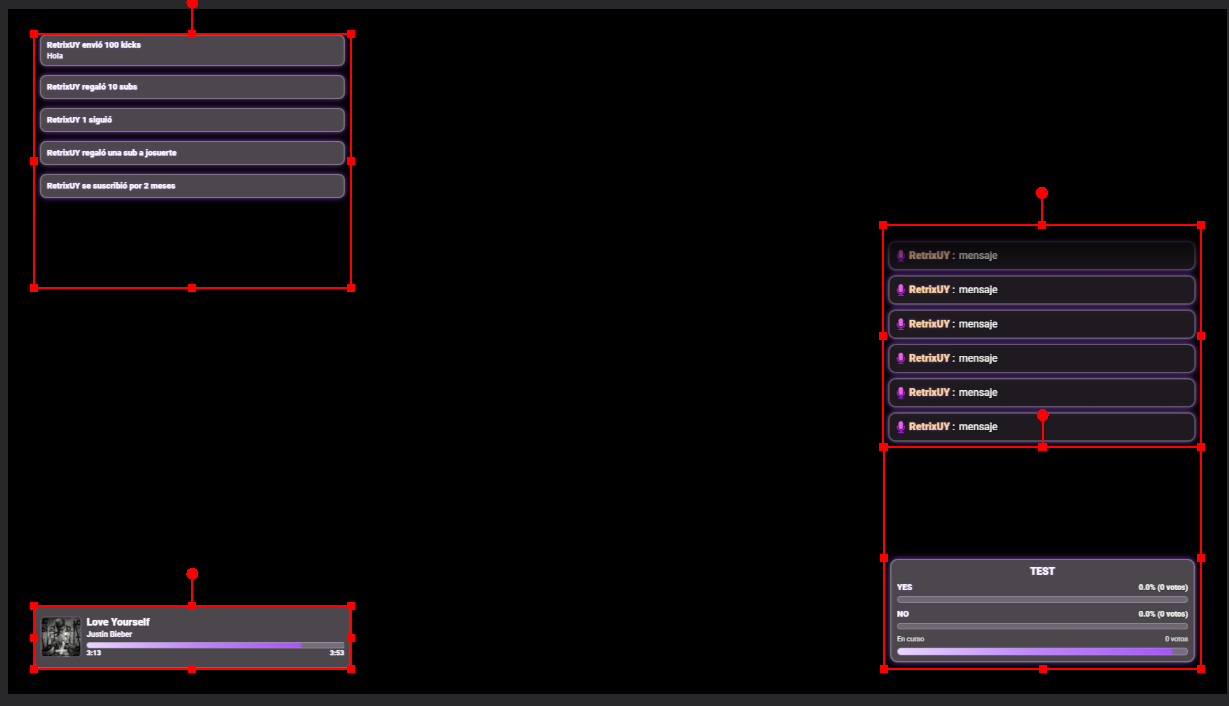 RetrixUY envió 100 kicks
Hola
RetrixUY regaló 10 subs
RetrixUY 1 siguió
RetrixUY regaló una sub a josuerte
RetrixUY se suscribió por 2 meses
RetrixUY : mensaje
RetrixUY : mensaje
RetrixUY : mensaje
RetrixUY : mensaje
RetrixUY : mensaje
RetrixUY : mensaje
Love Yourself
Justin Bieber
3:13 3:53
TEST
YES 0.0% (0 votos)
NO 0.0% (0 votos)
En curso 0 votos